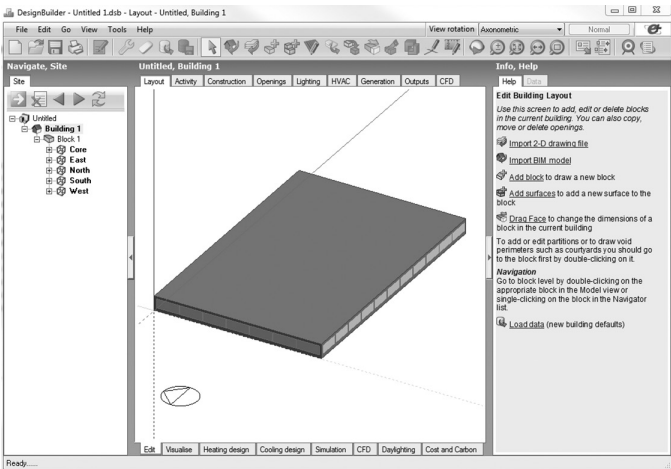 DesignBuilder - Untitled 1.dsb - Layout - Untitled, Building 1
File Edit Go View Tools Help
View rotation Axonometric
Normal
Navigate, Site
Untitled, Building 1
Info, Help
Site
Layout Activity Construction Openings Lighting HVAC Generation Outputs CFD
Help Data
Untitled
Building 1
Block 1
Core
East
North
South
West
Edit Building Layout
Use this screen to add, edit or delete blocks
in the current building. You can also copy,
move or delete openings.
Import 2-D drawing file
Import BIM model
Add block to draw a new block
Add surfaces to add a new surface to the
block
Drag Face to change the dimensions of a
block in the current building
To add or edit partitions or to draw void
perimeters such as courtyards you should go
to the block first by double-clicking on it.
Navigation
Go to block level by double-clicking on the
appropriate block in the Model view or
single-clicking on the block in the Navigator
list.
Load data (new building defaults)
Edit Visualise Heating design Cooling design Simulation CFD Daylighting Cost and Carbon
Ready.....